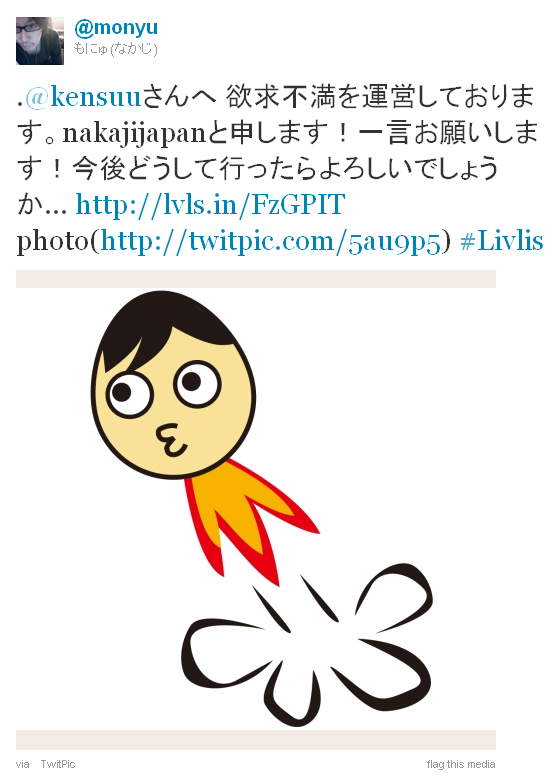 @monyu
もにゅ(なかじ)
.@kensuuさんへ 欲求不満を運営しておりま
す。nakajijapanと申します！一言お願いしま
す！今後どうして行ったらよろしいでしょう
か... http://lvls.in/FzGPIT
photo(http://twitpic.com/5au9p5) #Livlis
via TwitPic
flag this media